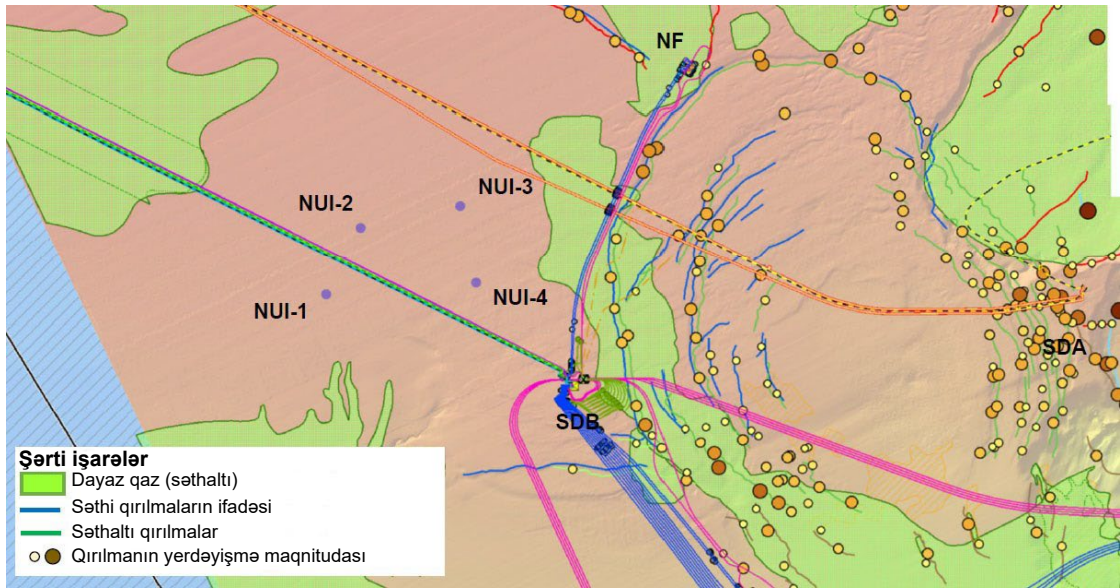 NF
NUI-3
NUI-2
NUI-1
NUI-4
SDA
SDB
Şərti işarələr
Dayaz qaz (səthaltı)
Səthi qırılmaların ifadəsi
Səthaltı qırılmalar
Qırılmanın yerdəyişmə maqnitudası